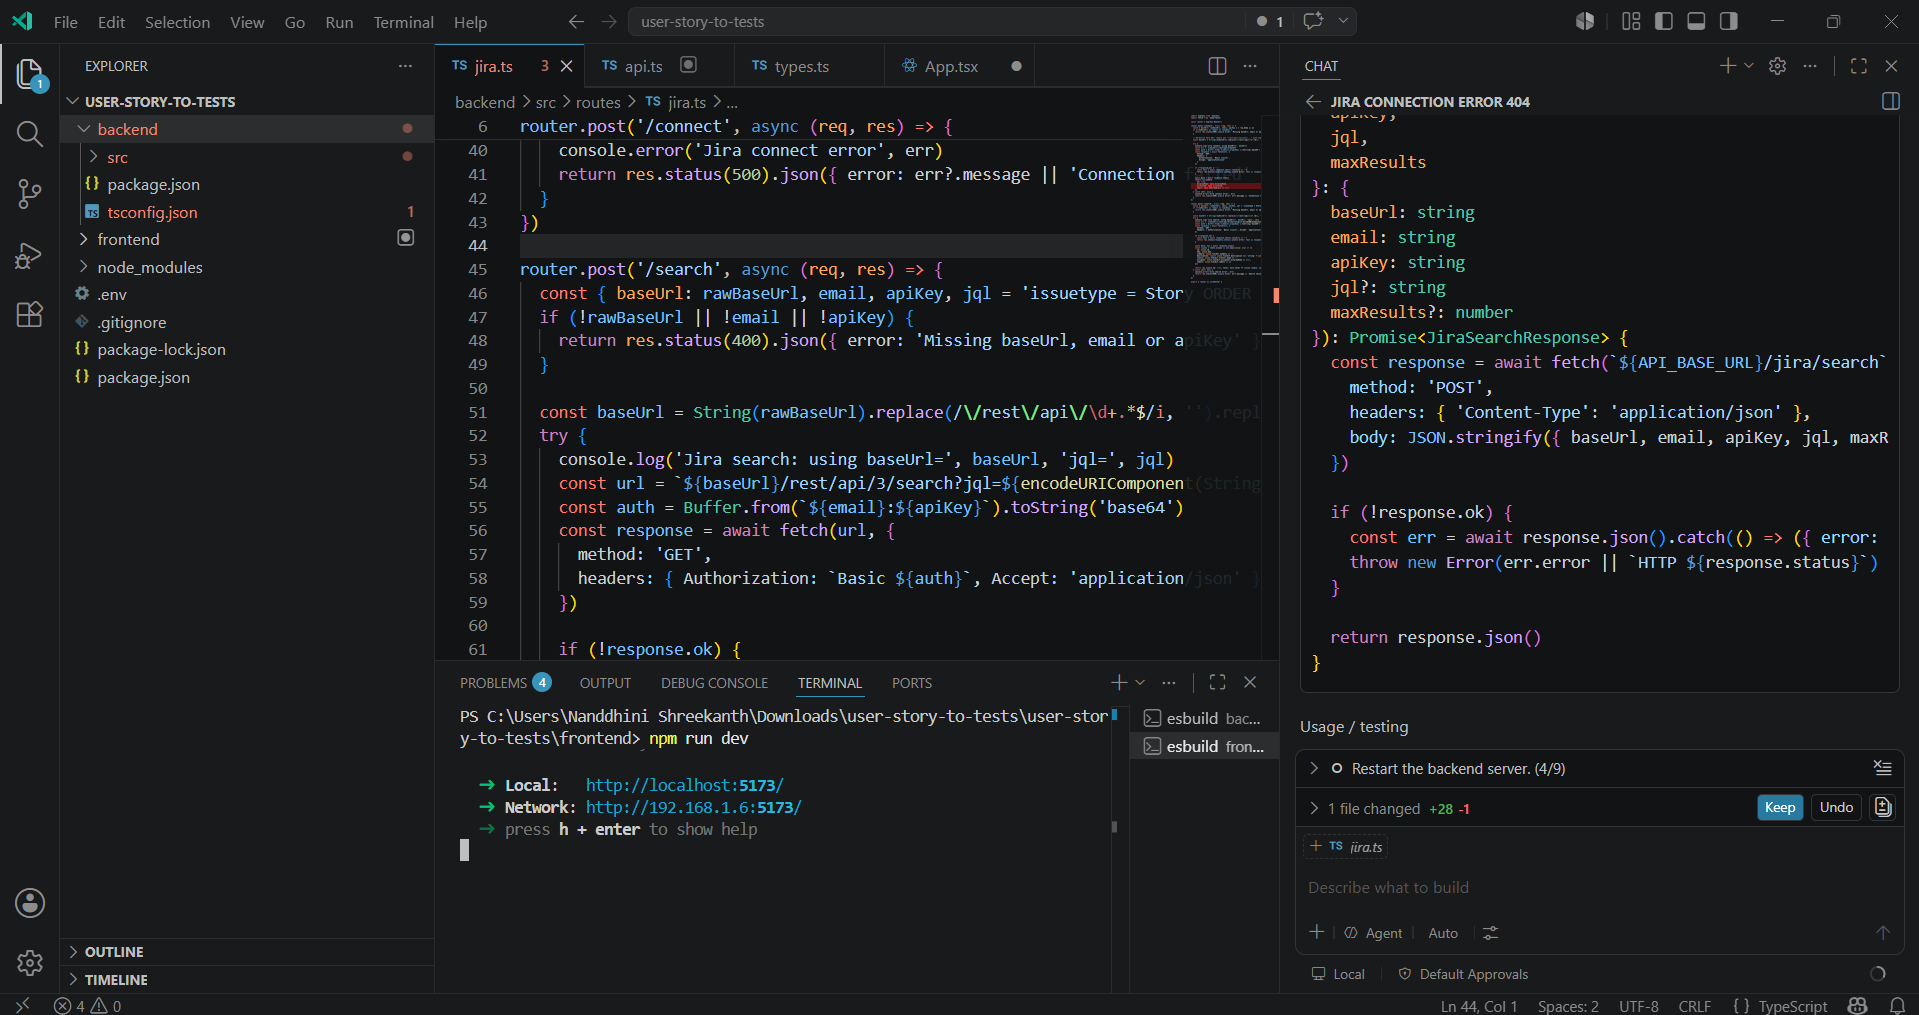 File Edit Selection View Go Run Terminal Help
user-story-to-tests
1
EXPLORER
USER-STORY-TO-TESTS
backend
src
{} package.json
TS tsconfig.json 1
frontend
node_modules
.env
.gitignore
{} package-lock.json
{} package.json
OUTLINE
TIMELINE
TS jira.ts 3
TS api.ts
TS types.ts
App.tsx
backend > src > routes > TS jira.ts > ...
6 router.post('/connect', async (req, res) => {
40 console.error('Jira connect error', err)
41 return res.status(500).json({ error: err?.message || 'Connection
42 }
43 })
44
45 router.post('/search', async (req, res) => {
46 const { baseUrl: rawBaseUrl, email, apiKey, jql = 'issuetype = Story ORDER
47 if (!rawBaseUrl || !email || !apiKey) {
48 return res.status(400).json({ error: 'Missing baseUrl, email or apiKey' }
49 }
50
51 const baseUrl = String(rawBaseUrl).replace(/\/rest\/api\/\d+.*$/i, '').repl
52 try {
53 console.log('Jira search: using baseUrl=', baseUrl, 'jql=', jql)
54 const url = `${baseUrl}/rest/api/3/search?jql=${encodeURIComponent(String
55 const auth = Buffer.from(`${email}:${apiKey}`).toString('base64')
56 const response = await fetch(url, {
57 method: 'GET',
58 headers: { Authorization: `Basic ${auth}`, Accept: 'application/json' }
59 })
60
61 if (!response.ok) {
PROBLEMS 4 OUTPUT DEBUG CONSOLE TERMINAL PORTS
PS C:\Users\Nanddhini Shreekanth\Downloads\user-story-to-tests\user-stor
y-to-tests\frontend> npm run dev
➜ Local: http://localhost:5173/
➜ Network: http://192.168.1.6:5173/
➜ press h + enter to show help
esbuild bac...
esbuild fron...
CHAT
JIRA CONNECTION ERROR 404
apiKey,
jql,
maxResults
}: {
baseUrl: string
email: string
apiKey: string
jql?: string
maxResults?: number
}): Promise<JiraSearchResponse> {
const response = await fetch(`${API_BASE_URL}/jira/search`
method: 'POST',
headers: { 'Content-Type': 'application/json' },
body: JSON.stringify({ baseUrl, email, apiKey, jql, maxR
})
if (!response.ok) {
const err = await response.json().catch(() => ({ error:
throw new Error(err.error || `HTTP ${response.status}`)
}
return response.json()
}
Usage / testing
Restart the backend server. (4/9)
1 file changed +28 -1 Keep Undo
+ TS jira.ts
Describe what to build
Agent Auto
Local Default Approvals
4 0
Ln 44, Col 1 Spaces: 2 UTF-8 CRLF {} TypeScript